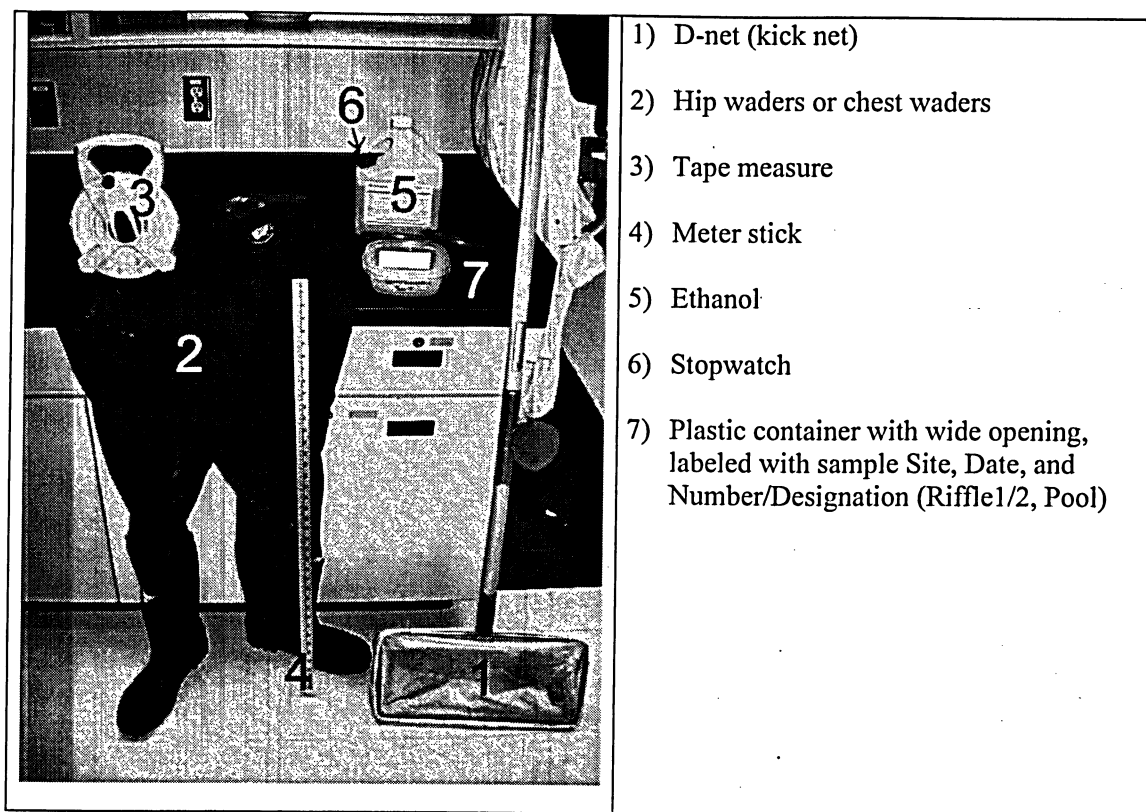 6
5
3
7
2
4
1
1) D-net (kick net)
2) Hip waders or chest waders
3) Tape measure
4) Meter stick
5) Ethanol
6) Stopwatch
7) Plastic container with wide opening,
labeled with sample Site, Date, and
Number/Designation (Riffle1/2, Pool)